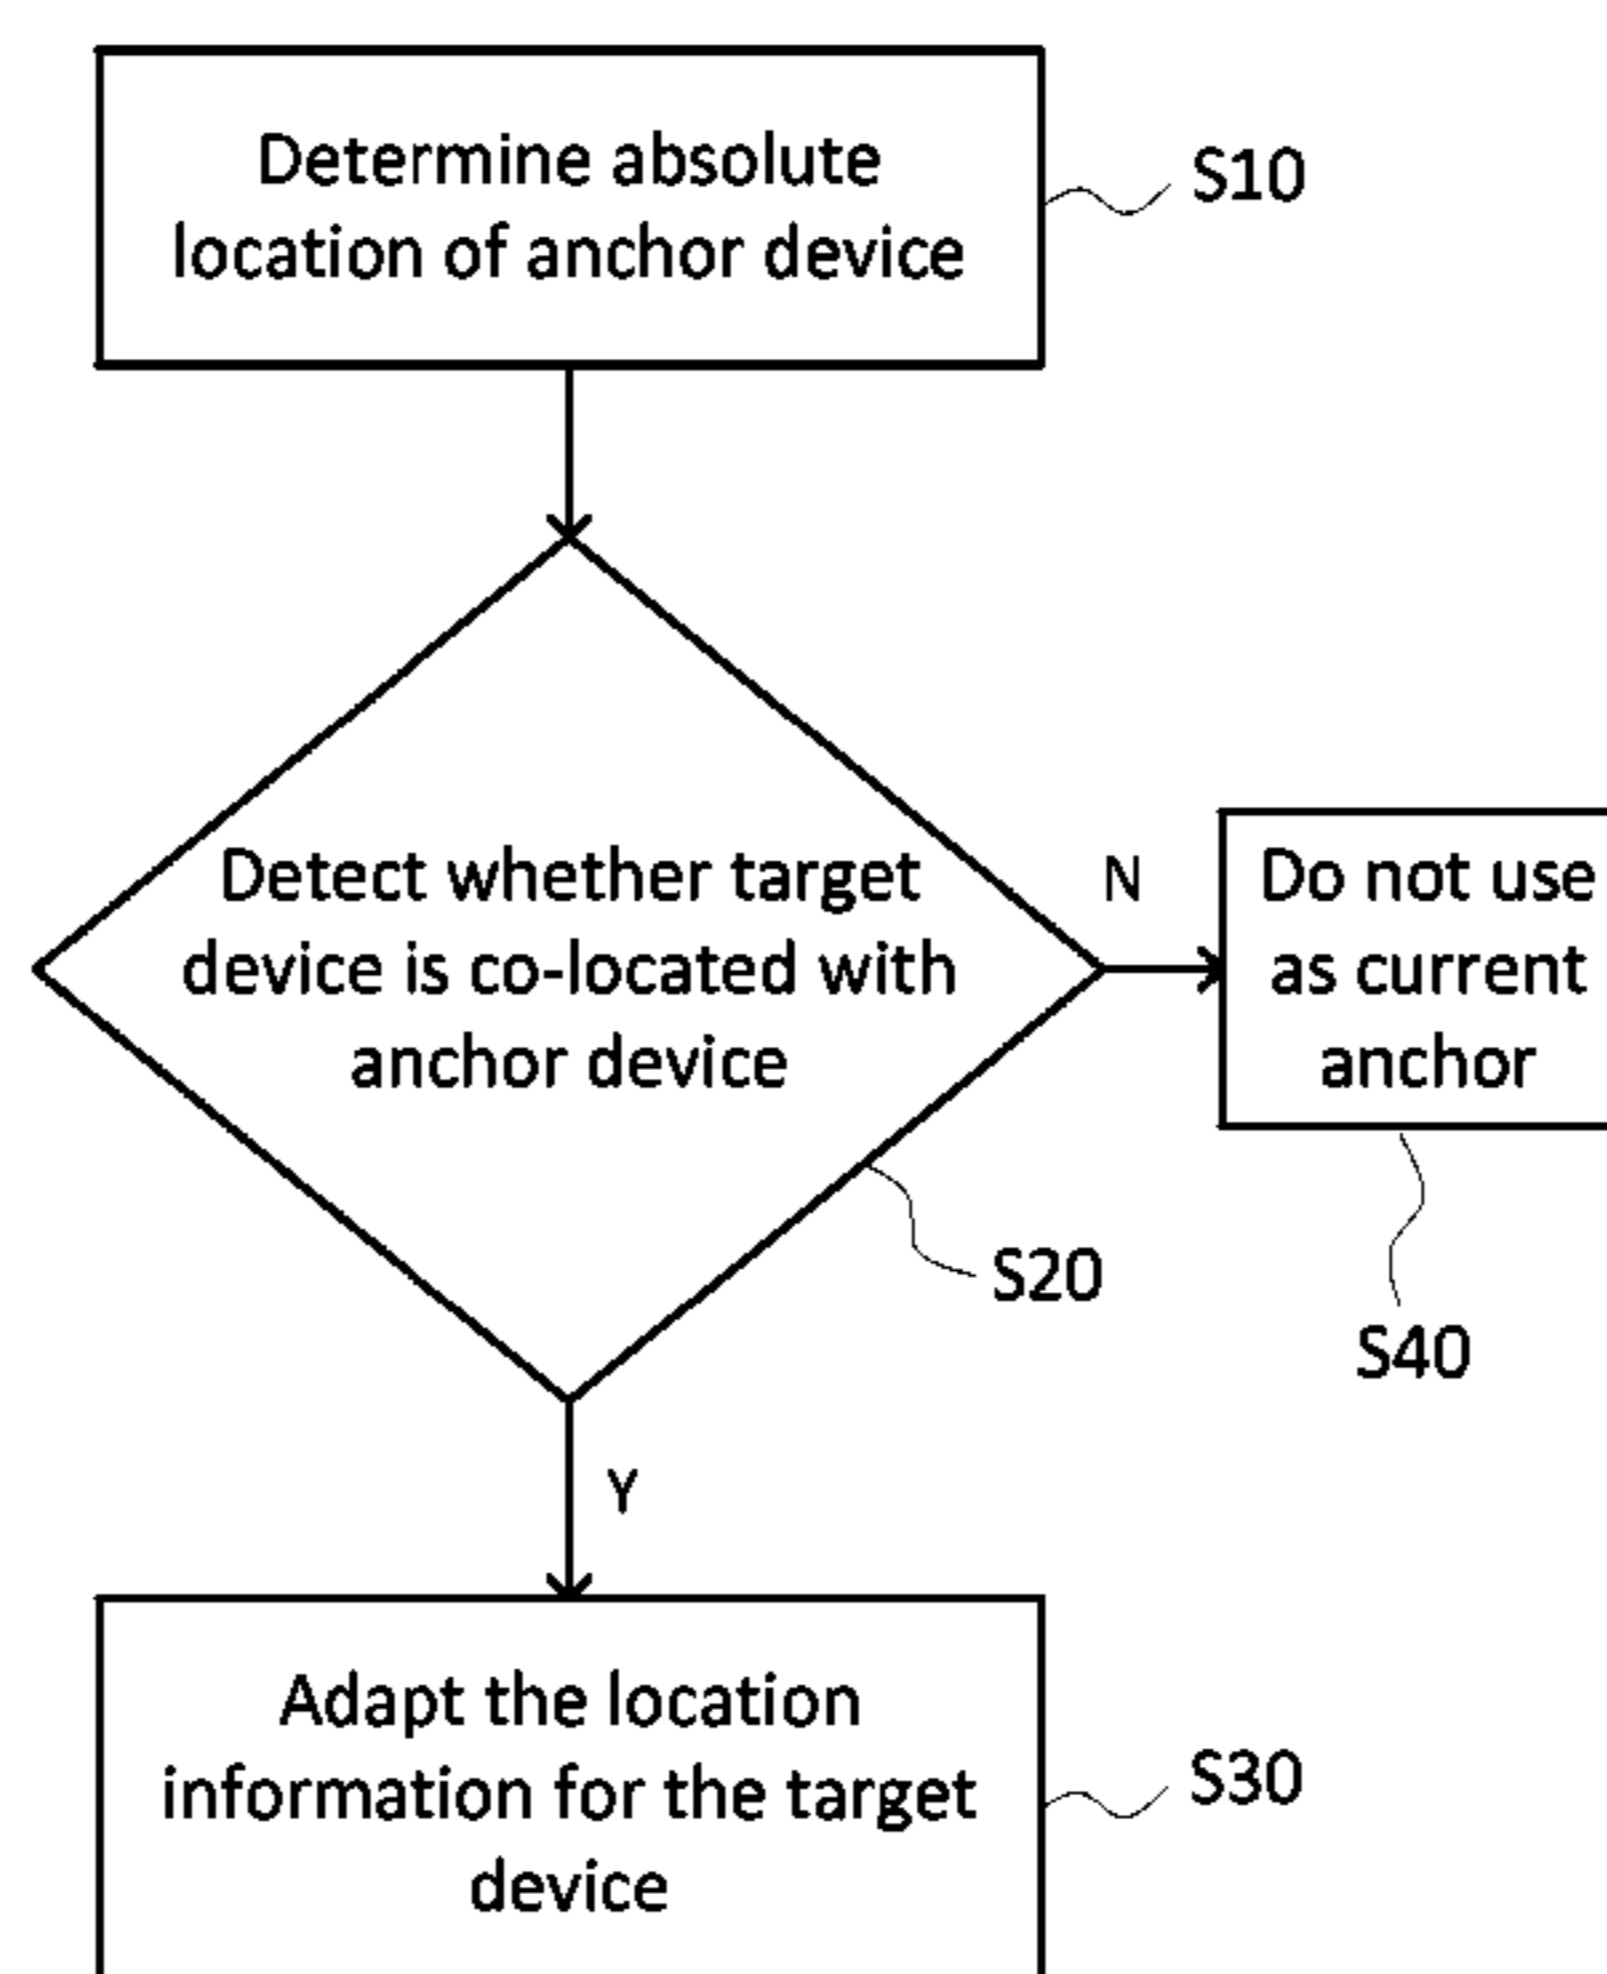 Determine absolute
location of anchor device
S10
Detect whether target
device is co-located with
anchor device
N
Do not use
as current
anchor
S20
S40
Y
Adapt the location
information for the target
device
S30